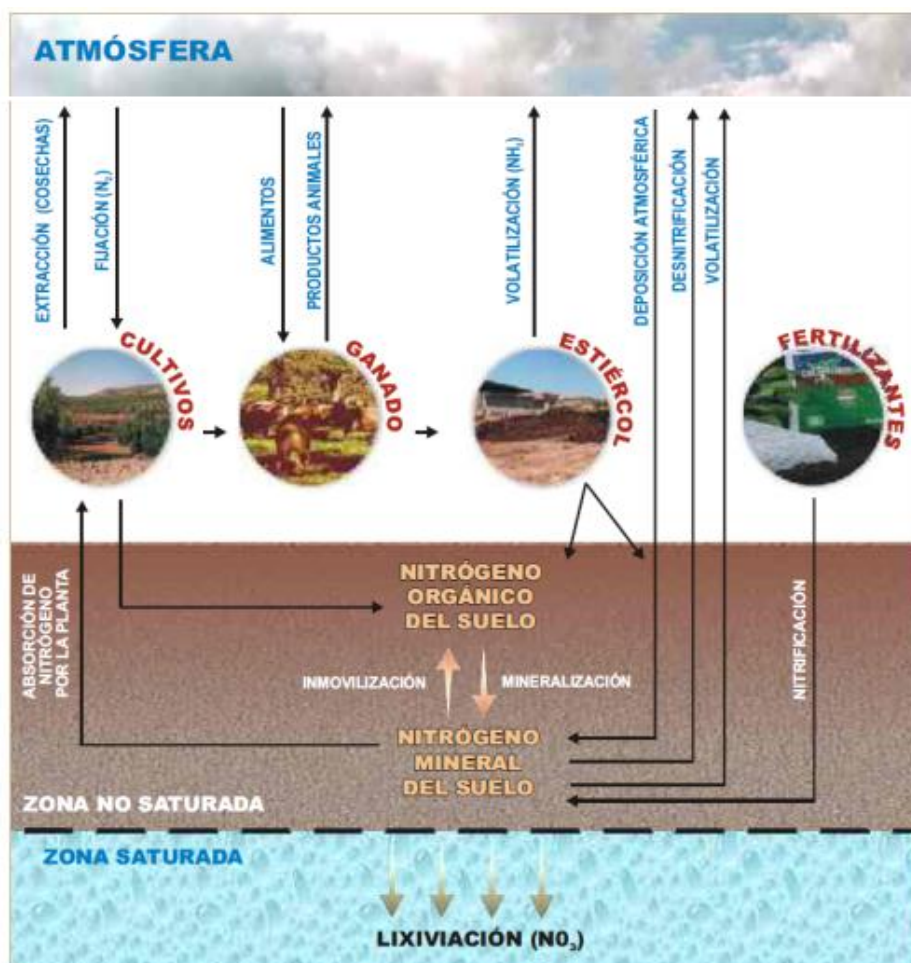 ATMÓSFERA
EXTRACCIÓN (COSECHAS)
FIJACIÓN (N₂)
ALIMENTOS
PRODUCTOS ANIMALES
VOLATILIZACIÓN (NH₃)
DEPOSICIÓN ATMOSFÉRICA
DESNITRIFICACIÓN
VOLATILIZACIÓN
CULTIVOS
GANADO
ESTIÉRCOL
FERTILIZANTES
ABSORCIÓN DE
NITRÓGENO
POR LA PLANTA
NITRÓGENO
ORGÁNICO
DEL SUELO
INMOVILIZACIÓN
MINERALIZACIÓN
NITRIFICACIÓN
NITRÓGENO
MINERAL
DEL SUELO
ZONA NO SATURADA
ZONA SATURADA
LIXIVIACIÓN (N0₃)